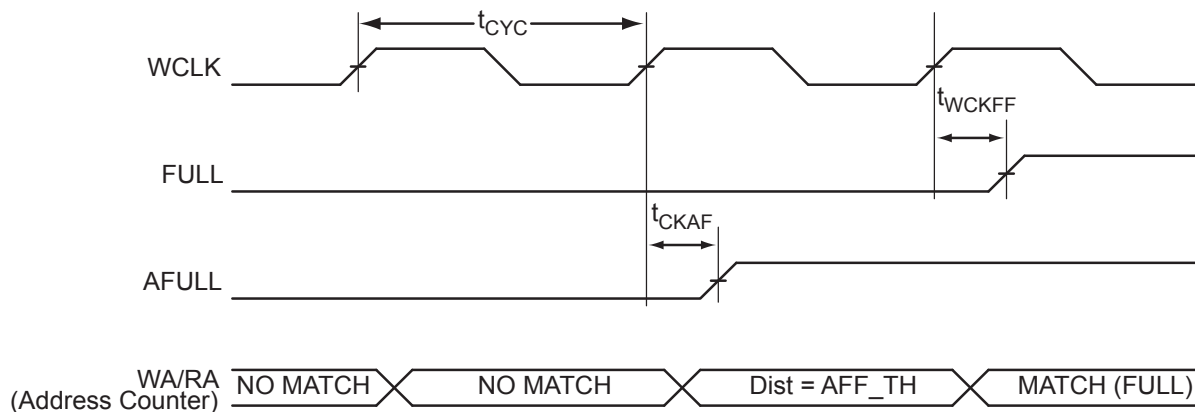 tCYC
WCLK
tWCKFF
FULL
tCKAF
AFULL
WA/RA
(Address Counter)
NO MATCH
NO MATCH
Dist = AFF_TH
MATCH (FULL)